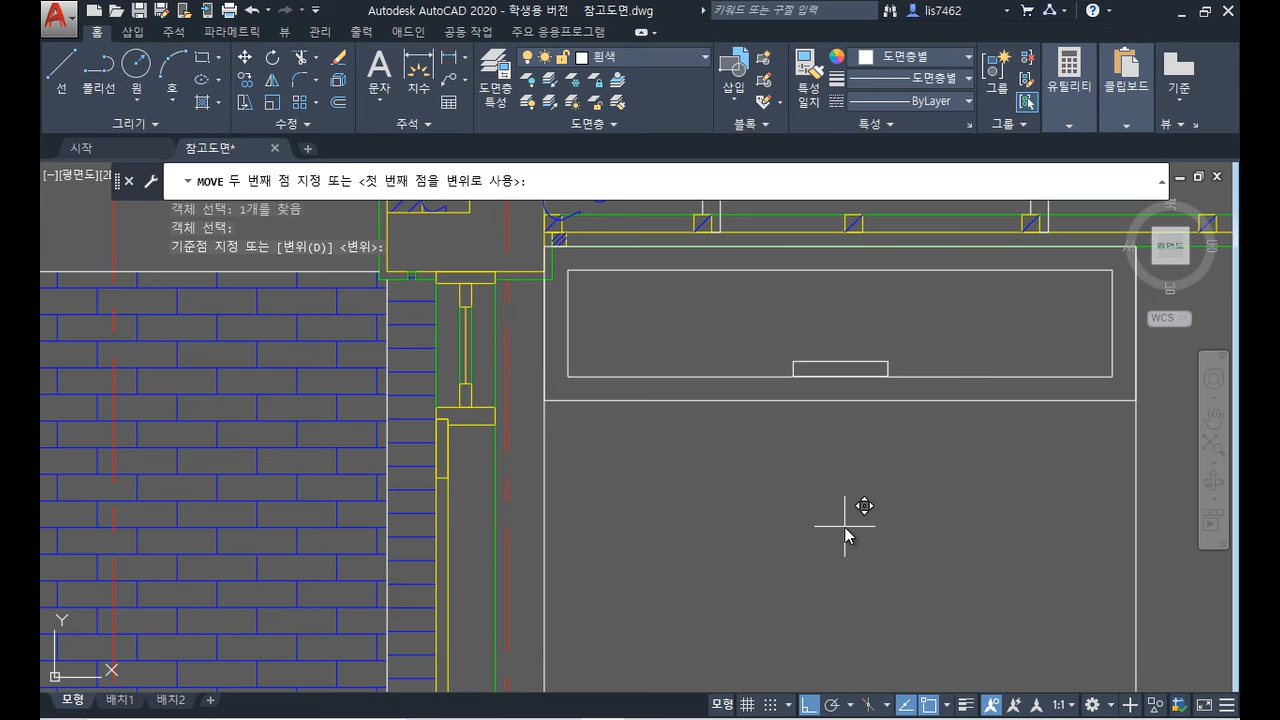 Autodesk AutoCAD 2020 - 학생용 버전 참고도면.dwg
키워드 또는 구절 입력
lis7462
홈 삽입 주석 파라메트릭 뷰 관리 출력 애드인 공동 작업 주요 응용프로그램
선 폴리선 원 호
문자 치수
도면층 특성
흰색
삽입
특성 일치
도면층별
도면층별
ByLayer
그룹
유틸리티
클립보드
기준
그리기 수정 주석 도면층 블록 특성 그룹 뷰
시작 참고도면*
[−][평면도][2D
MOVE 두 번째 점 지정 또는 <첫 번째 점을 변위로 사용>:
객체 선택: 1개를 찾음
객체 선택:
기준점 지정 또는 [변위(D)] <변위>:
평면도
동
남
WCS
Y
X
모형 배치1 배치2
모형
1:1